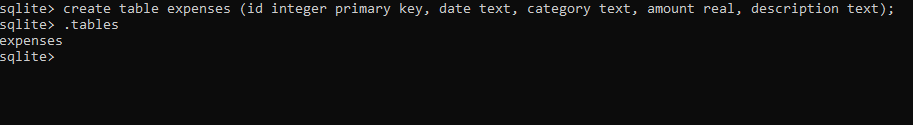 sqlite> create table expenses (id integer primary key, date text, category text, amount real, description text);
sqlite> .tables
expenses
sqlite>